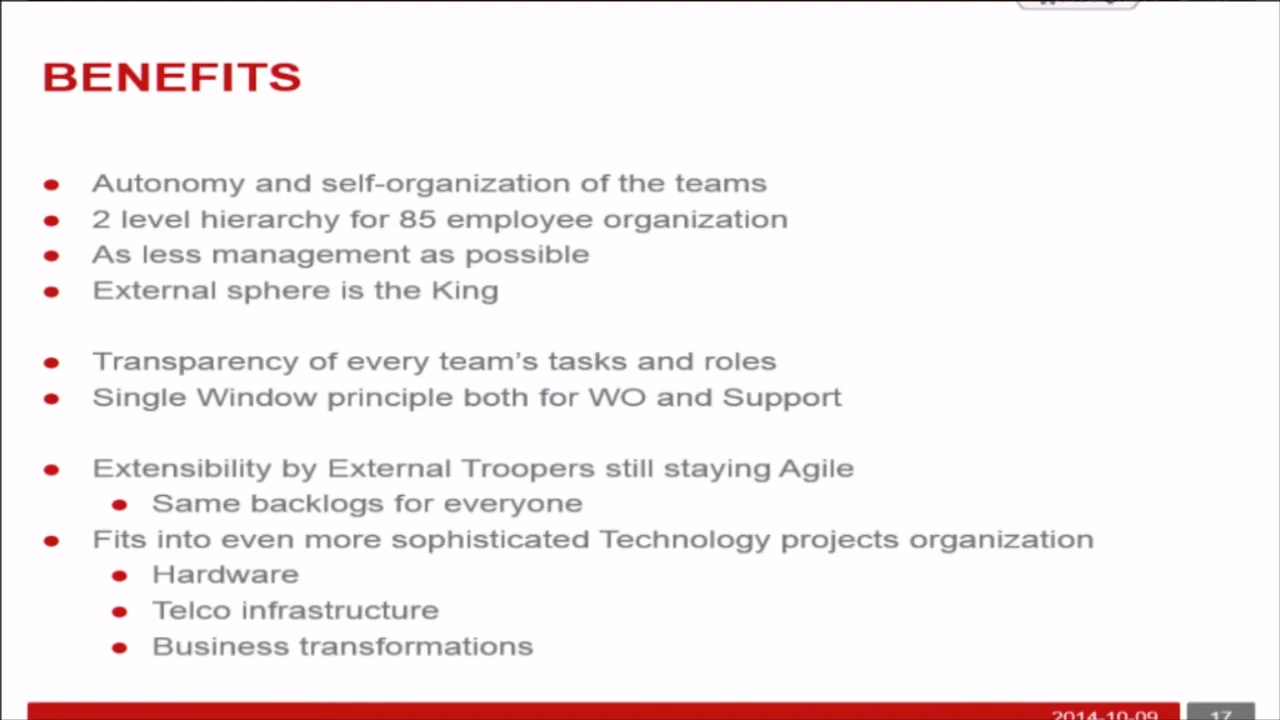 BENEFITS
Autonomy and self-organization of the teams
2 level hierarchy for 85 employee organization
As less management as possible
External sphere is the King
Transparency of every team's tasks and roles
Single Window principle both for WO and Support
Extensibility by External Troopers still staying Agile
Same backlogs for everyone
Fits into even more sophisticated Technology projects organization
Hardware
Telco infrastructure
Business transformations
2014-10-09
17